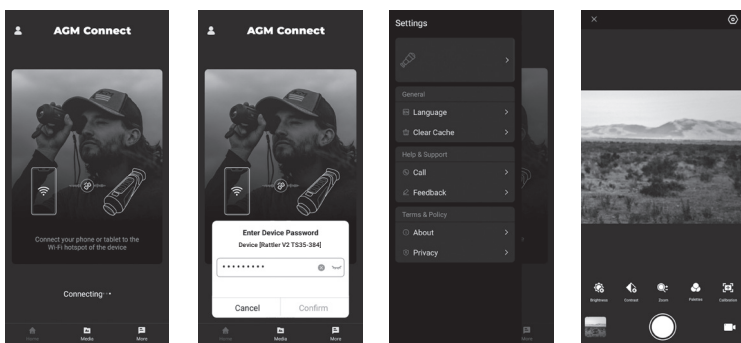 AGM Connect
Connect your phone or tablet to the
Wi-Fi hotspot of the device
Connecting
Home
Media
More
AGM Connect
Enter Device Password
Device [Rattler V2 TS35-384]
Cancel
Confirm
Home
Media
More
Settings
General
Language
Clear Cache
Help & Support
Call
Feedback
Terms & Policy
About
Privacy
More
Brightness
Contrast
Zoom
Palettes
Calibration